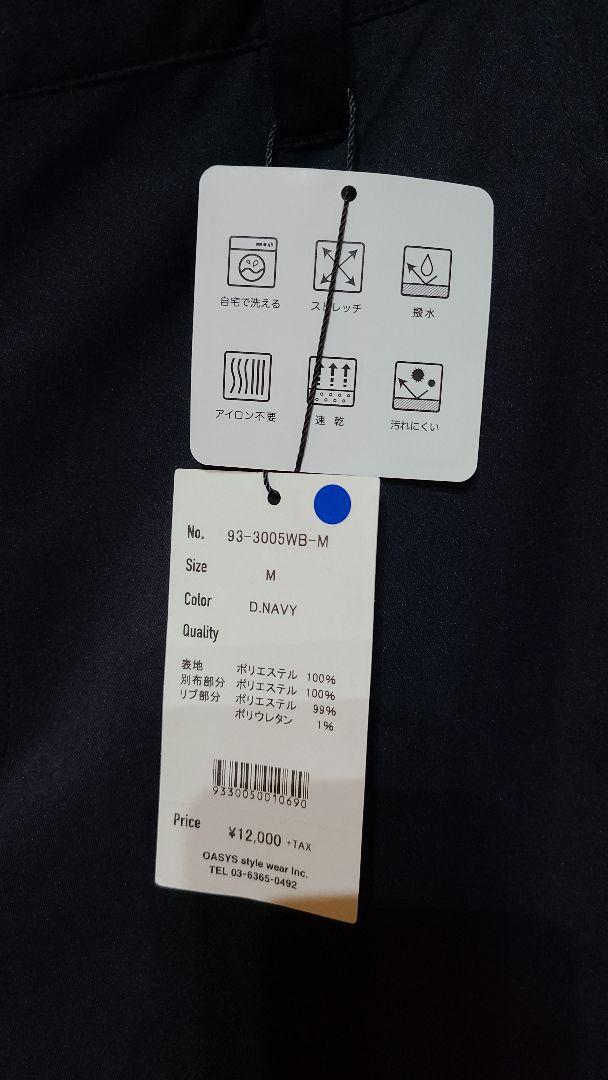 自宅で洗える
ストレッチ
撥水
アイロン不要
速 乾
汚れにくい
No. 93-3005WB-M
Size M
Color D.NAVY
Quality
表地 ポリエステル 100%
別布部分 ポリエステル 100%
リブ部分 ポリエステル 99%
ポリウレタン 1%
9330050010690
Price ¥12,000 +TAX
OASYS style wear Inc.
TEL 03-6365-0492